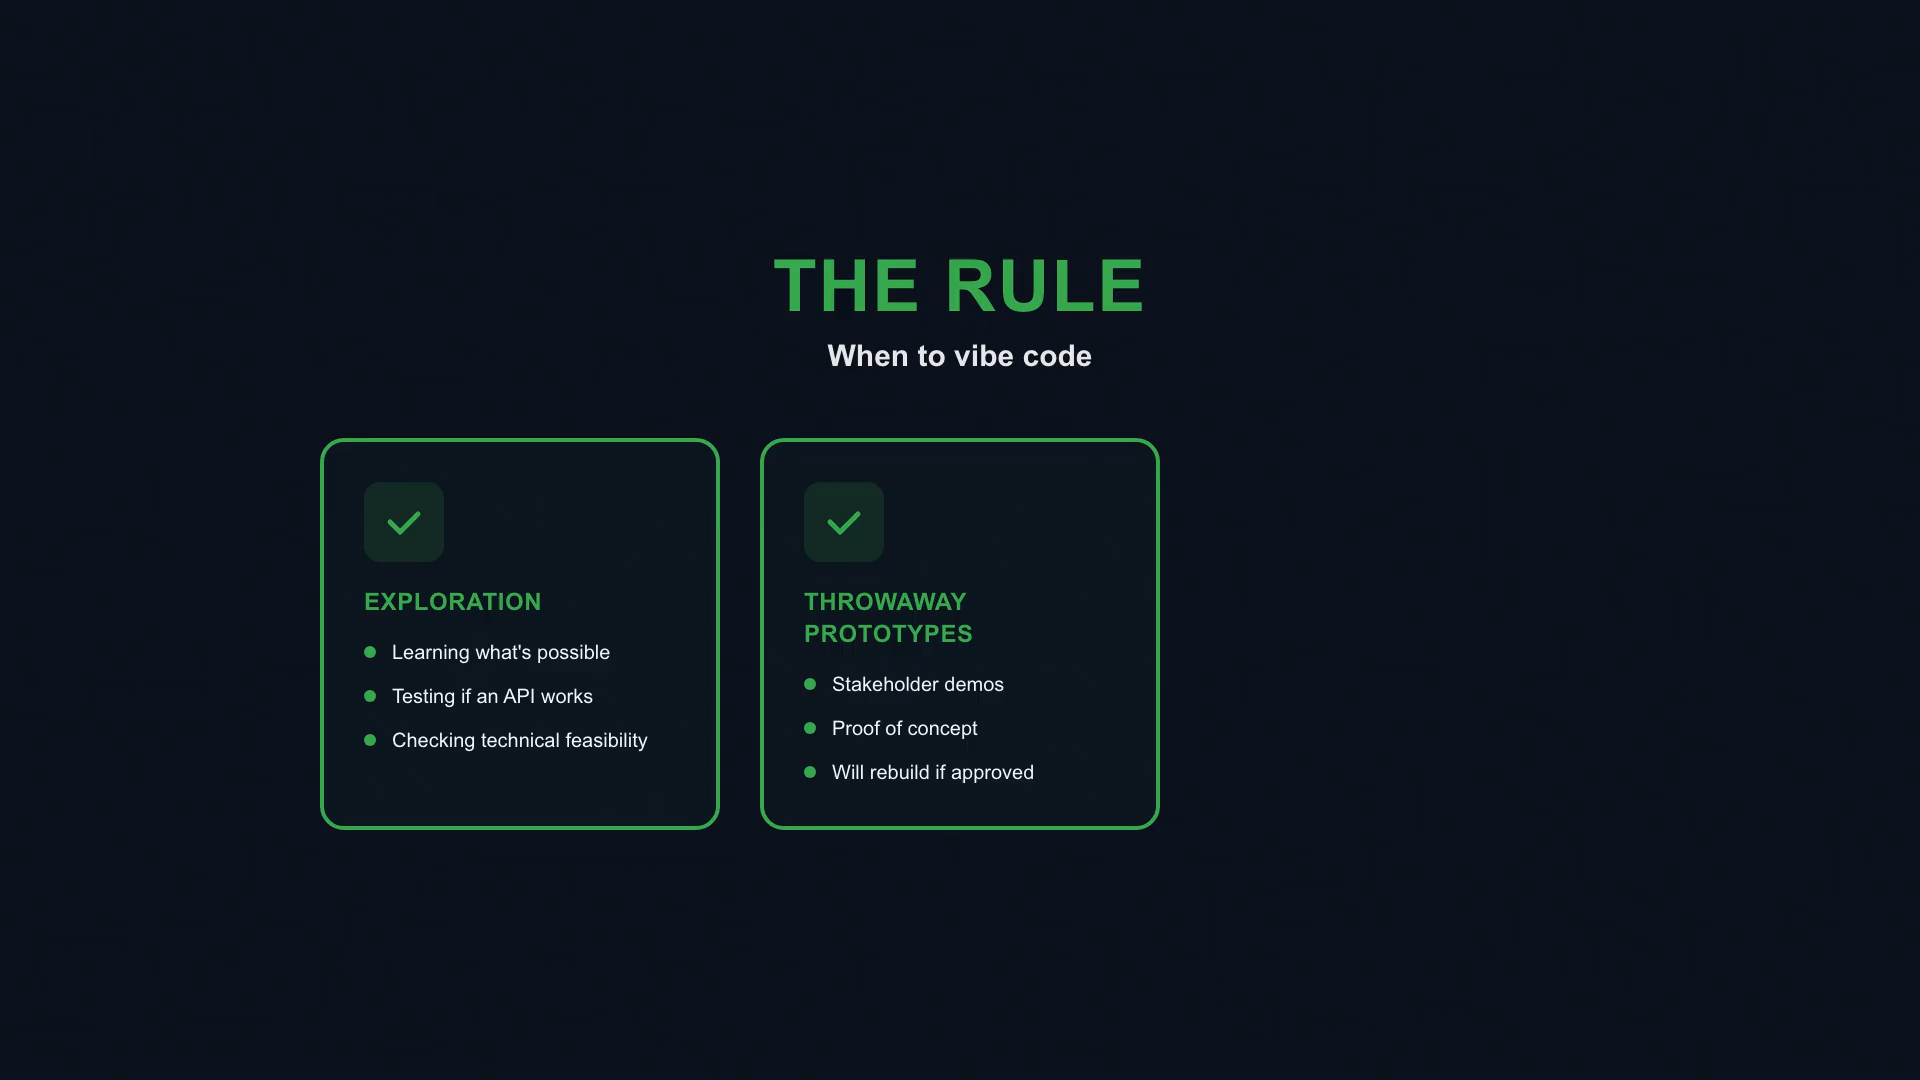 THE RULE
When to vibe code
EXPLORATION
Learning what's possible
Testing if an API works
Checking technical feasibility
THROWAWAY
PROTOTYPES
Stakeholder demos
Proof of concept
Will rebuild if approved